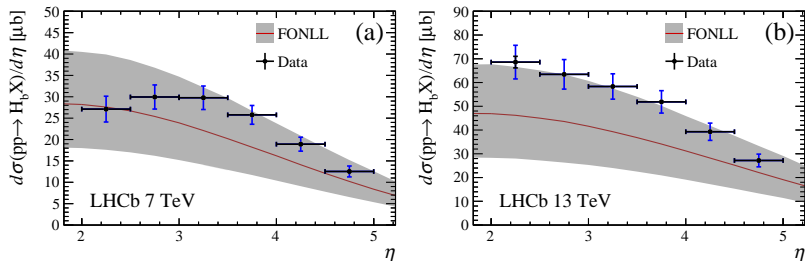 dσ(pp→ H_bX)/dη [μb]
50
45
40
35
30
25
20
15
10
5
0
FONLL
Data
(a)
LHCb 7 TeV
2
3
4
5
η
dσ(pp→ H_bX)/dη [μb]
90
80
70
60
50
40
30
20
10
0
FONLL
Data
(b)
LHCb 13 TeV
2
3
4
5
η